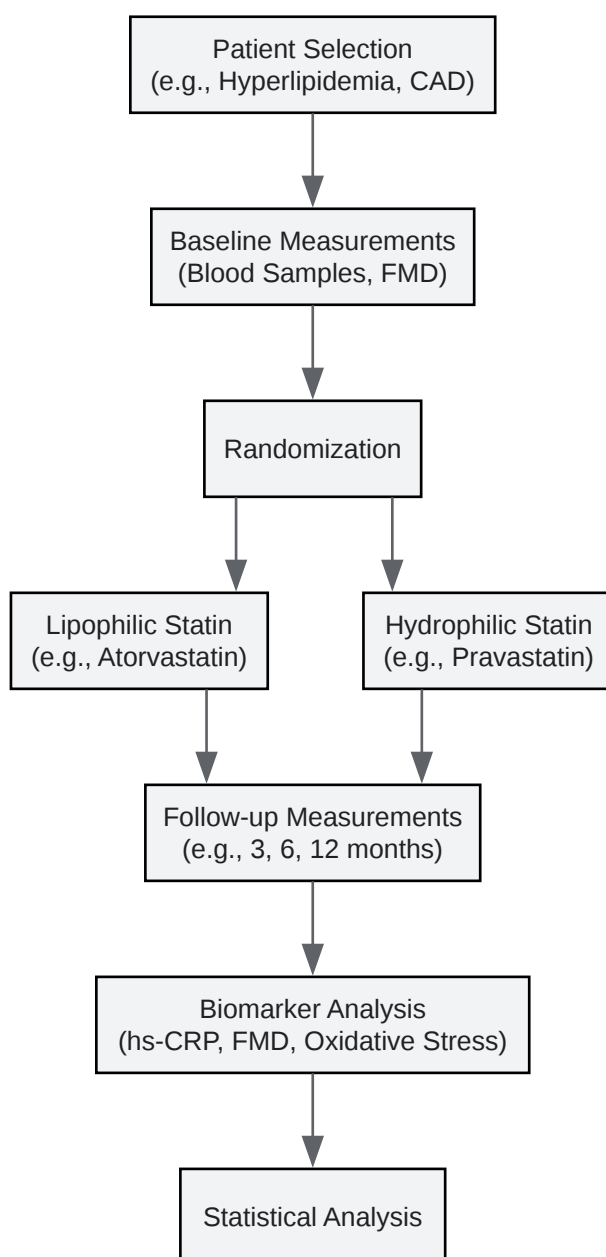 Patient Selection
(e.g., Hyperlipidemia, CAD)
Baseline Measurements
(Blood Samples, FMD)
Randomization
Lipophilic Statin
(e.g., Atorvastatin)
Hydrophilic Statin
(e.g., Pravastatin)
Follow-up Measurements
(e.g., 3, 6, 12 months)
Biomarker Analysis
(hs-CRP, FMD, Oxidative Stress)
Statistical Analysis